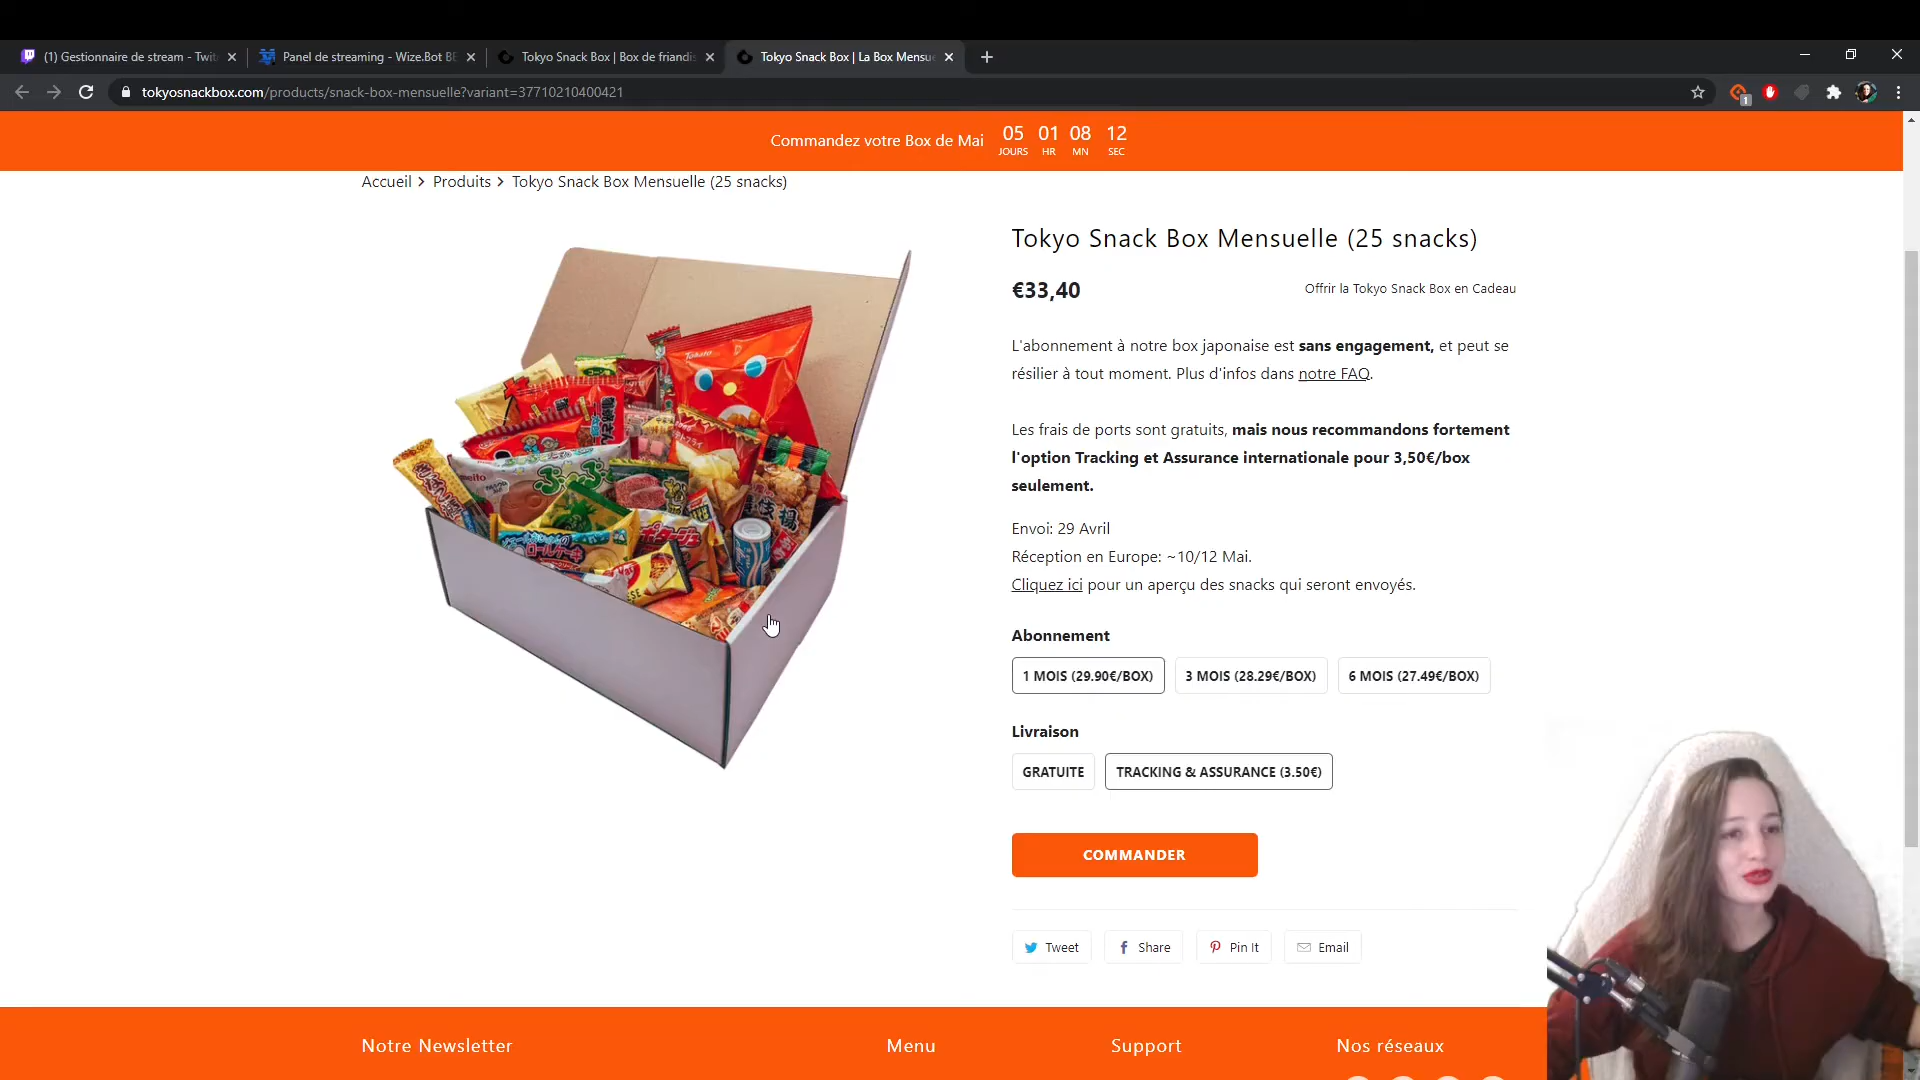 (1) Gestionnaire de stream - Twit
Panel de streaming - Wize.Bot BE
Tokyo Snack Box | Box de friandis
Tokyo Snack Box | La Box Mensue
tokyosnackbox.com/products/snack-box-mensuelle?variant=37710210400421
1
Commandez votre Box de Mai
05 01 08 12
JOURS HR MN SEC
Accueil > Produits > Tokyo Snack Box Mensuelle (25 snacks)
Tokyo Snack Box Mensuelle (25 snacks)
€33,40
Offrir la Tokyo Snack Box en Cadeau
L'abonnement à notre box japonaise est sans engagement, et peut se
résilier à tout moment. Plus d'infos dans notre FAQ.
Les frais de ports sont gratuits, mais nous recommandons fortement
l'option Tracking et Assurance internationale pour 3,50€/box
seulement.
Envoi: 29 Avril
Réception en Europe: ~10/12 Mai.
Cliquez ici pour un aperçu des snacks qui seront envoyés.
Abonnement
1 MOIS (29.90€/BOX)
3 MOIS (28.29€/BOX)
6 MOIS (27.49€/BOX)
Livraison
GRATUITE
TRACKING & ASSURANCE (3.50€)
COMMANDER
Tweet
Share
Pin It
Email
Notre Newsletter
Menu
Support
Nos réseaux